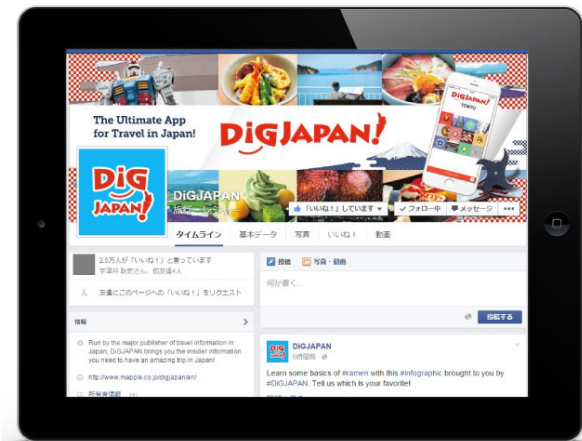 The Ultimate App
for Travel in Japan!
DiGJAPAN!
DiGJAPAN!
TOKYO
DiG
JAPAN!
DiGJAPAN
「いいね！」しています
フォロー中
メッセージ
タイムライン
基本データ
写真
いいね！
動画
2.5万人が「いいね！」と言っています
友達にこのページへの「いいね！」をリクエスト
情報
Run by the major publisher of travel information in
Japan, DiGJAPAN brings you the insider information
you need to have an amazing trip in Japan!
http://www.mapple.co.jp/digjapan/en/
投稿
写真・動画
何か書く...
投稿する
DiG
JAPAN!
DiGJAPAN
Learn some basics of #ramen with this #infographic brought to you by
#DiGJAPAN. Tell us which is your favorite!